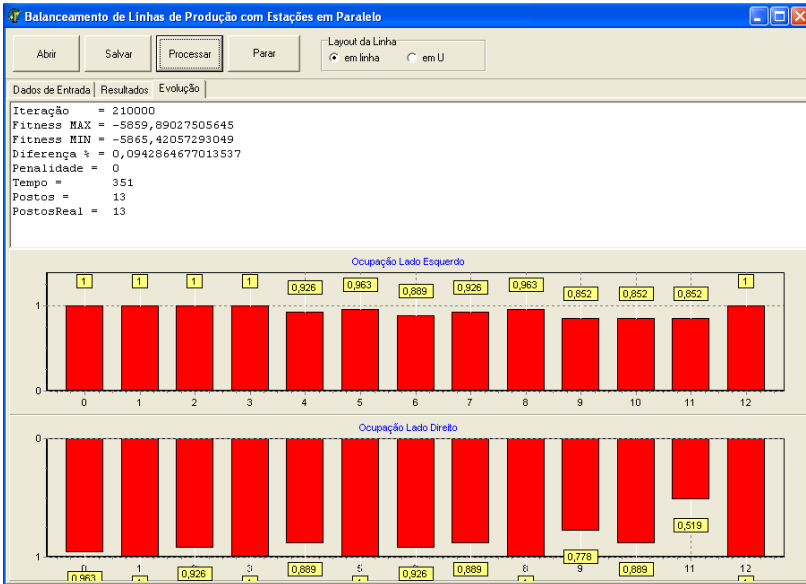 Balanceamento de Linhas de Produção com Estações em Paralelo
Abrir Salvar Processar Parar
Layout da Linha
em linha em U
Dados de Entrada Resultados Evolução
Iteração = 210000
Fitness MAX = -5859,89027505645
Fitness MIN = -5865,42057293049
Diferença % = 0,0942864677013537
Penalidade = 0
Tempo = 351
Postos = 13
PostosReal = 13
Ocupação Lado Esquerdo
1 1 1 1 0,926 0,963 0,889 0,926 0,963 0,852 0,852 0,852 1
1
0
0 1 2 3 4 5 6 7 8 9 10 11 12
Ocupação Lado Direito
0
0,519
1
0 1 2 3 4 5 6 7 8 9 10 11 12
0,963 1 0,926 1 0,889 1 0,926 0,889 1 0,778 0,889 1